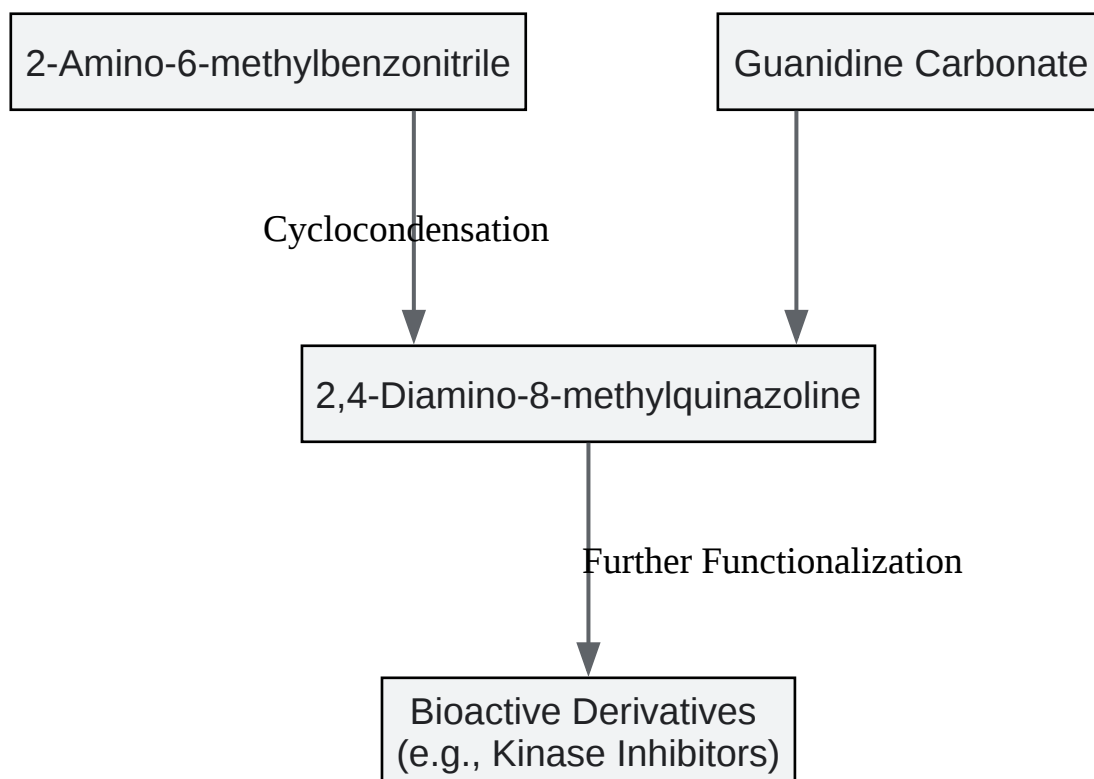 2-Amino-6-methylbenzonitrile
Guanidine Carbonate
Cyclocondensation
2,4-Diamino-8-methylquinazoline
Further Functionalization
Bioactive Derivatives
(e.g., Kinase Inhibitors)